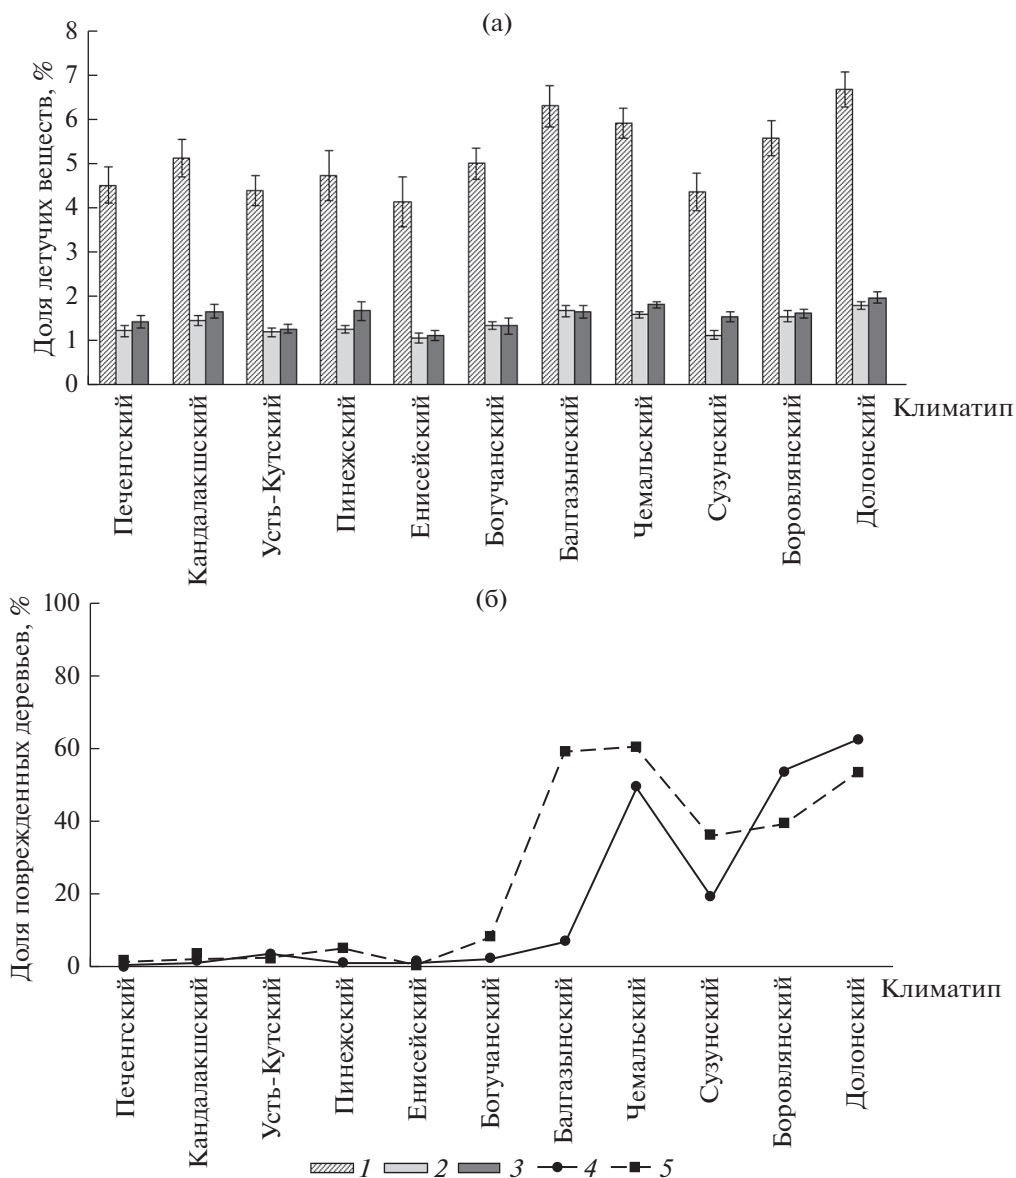 (а)
Доля летучих веществ, %
8
7
6
5
4
3
2
1
0
Климатип
Печенгский
Кандалакшский
Усть-Кутский
Пинежский
Енисейский
Богучанский
Балгазынский
Чемальский
Сузунский
Боровлянский
Долонский
(б)
Доля поврежденных деревьев, %
100
80
60
40
20
0
Климатип
Печенгский
Кандалакшский
Усть-Кутский
Пинежский
Енисейский
Богучанский
Балгазынский
Чемальский
Сузунский
Боровлянский
Долонский
1 2 3 4 5